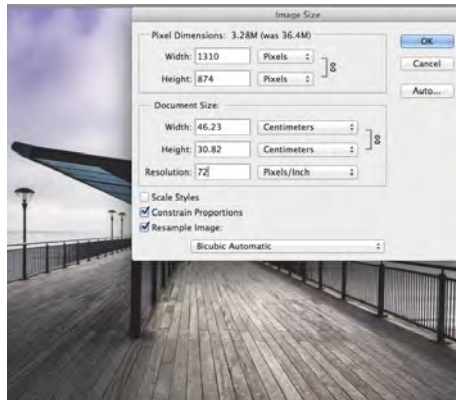 Image Size
Pixel Dimensions: 3.28M (was 36.4M)
Width: 1310 Pixels
Height: 874 Pixels
Document Size:
Width: 46.23 Centimeters
Height: 30.82 Centimeters
Resolution: 72 Pixels/Inch
Scale Styles
Constrain Proportions
Resample Image:
Bicubic Automatic
OK
Cancel
Auto...